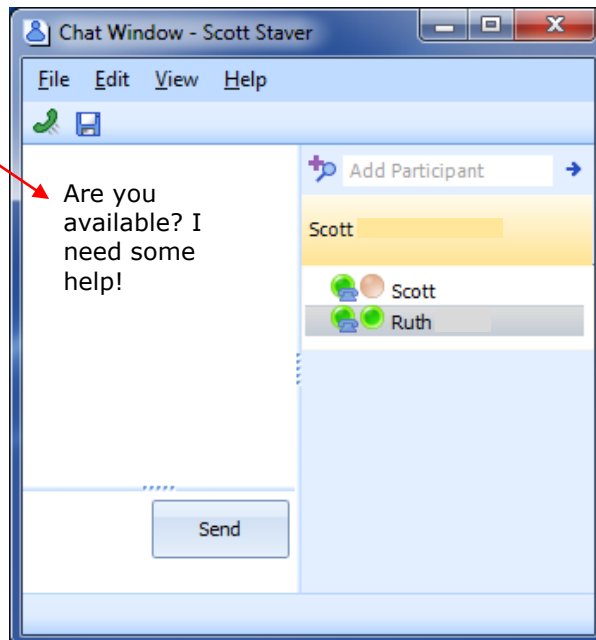 Chat Window - Scott Staver
File Edit View Help
Add Participant
Are you
available? I
need some
help!
Scott
Scott
Ruth
Send